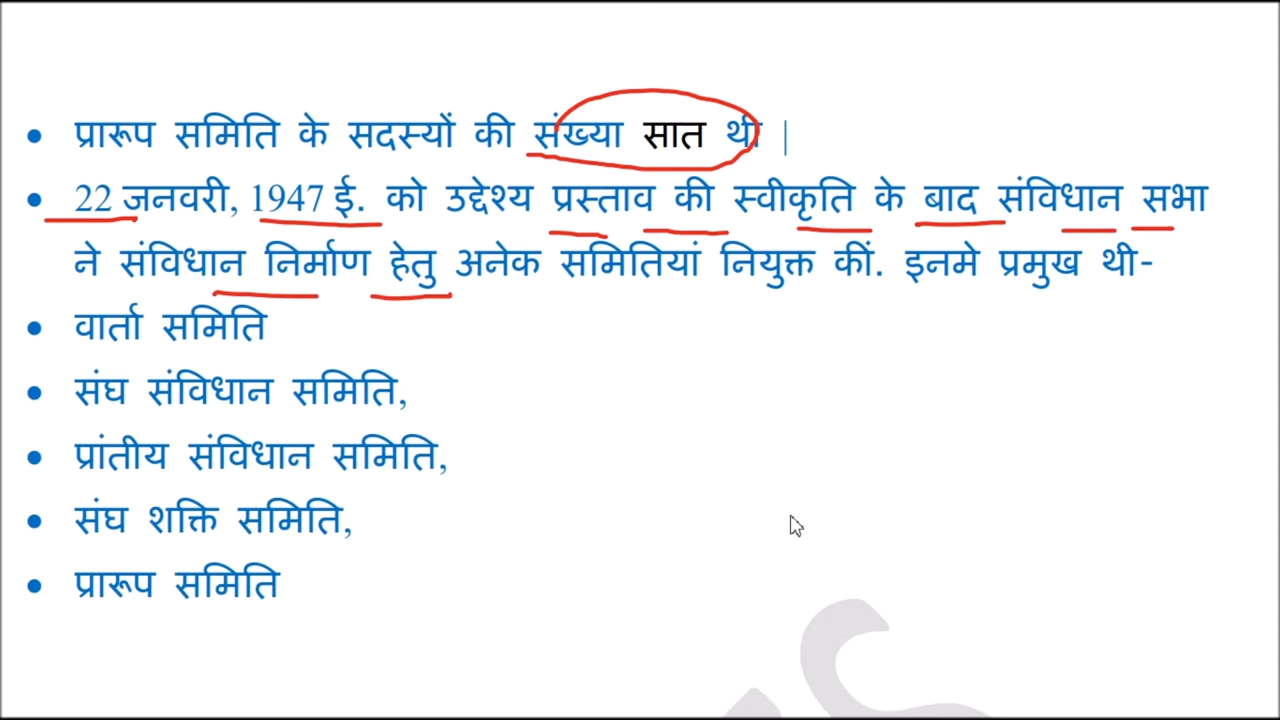 • प्रारूप समिति के सदस्यों की संख्या सात थी |
• 22 जनवरी, 1947 ई. को उद्देश्य प्रस्ताव की स्वीकृति के बाद संविधान सभा
ने संविधान निर्माण हेतु अनेक समितियां नियुक्त कीं. इनमे प्रमुख थी-
• वार्ता समिति
• संघ संविधान समिति,
• प्रांतीय संविधान समिति,
• संघ शक्ति समिति,
• प्रारूप समिति